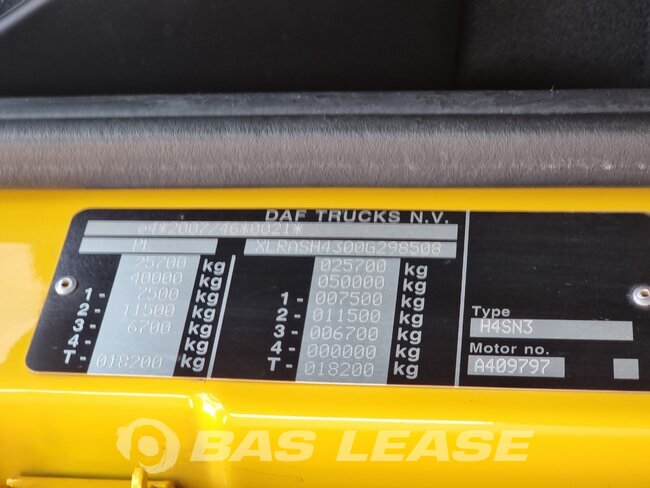 DAF TRUCKS N.V.
e4*2007/46*0021*
PL XLRASH4300G298508
25700 kg 025700 kg
40000 kg 050000 kg
1- 7500 kg 1- 007500 kg
2- 11500 kg 2- 011500 kg
3- 6700 kg 3- 006700 kg
4- kg 4- 000000 kg
T- 018200 kg T- 018200 kg
Type
H4SN3
Motor no.
A409797
BAS LEASE